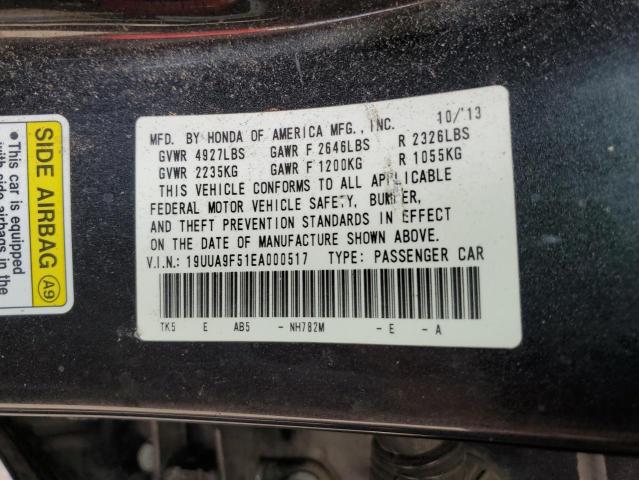 SIDE AIRBAG A9
•This car is equipped
with side airbags in the
MFD. BY HONDA OF AMERICA MFG., INC. 10/'13
GVWR 4927LBS GAWR F 2646LBS R 2326LBS
GVWR 2235KG GAWR F 1200KG R 1055KG
THIS VEHICLE CONFORMS TO ALL APPLICABLE
FEDERAL MOTOR VEHICLE SAFETY, BUMPER,
AND THEFT PREVENTION STANDARDS IN EFFECT
ON THE DATE OF MANUFACTURE SHOWN ABOVE.
V.I.N.: 19UUA9F51EA000517 TYPE: PASSENGER CAR
TK5 E AB5 - NH782M - E - A